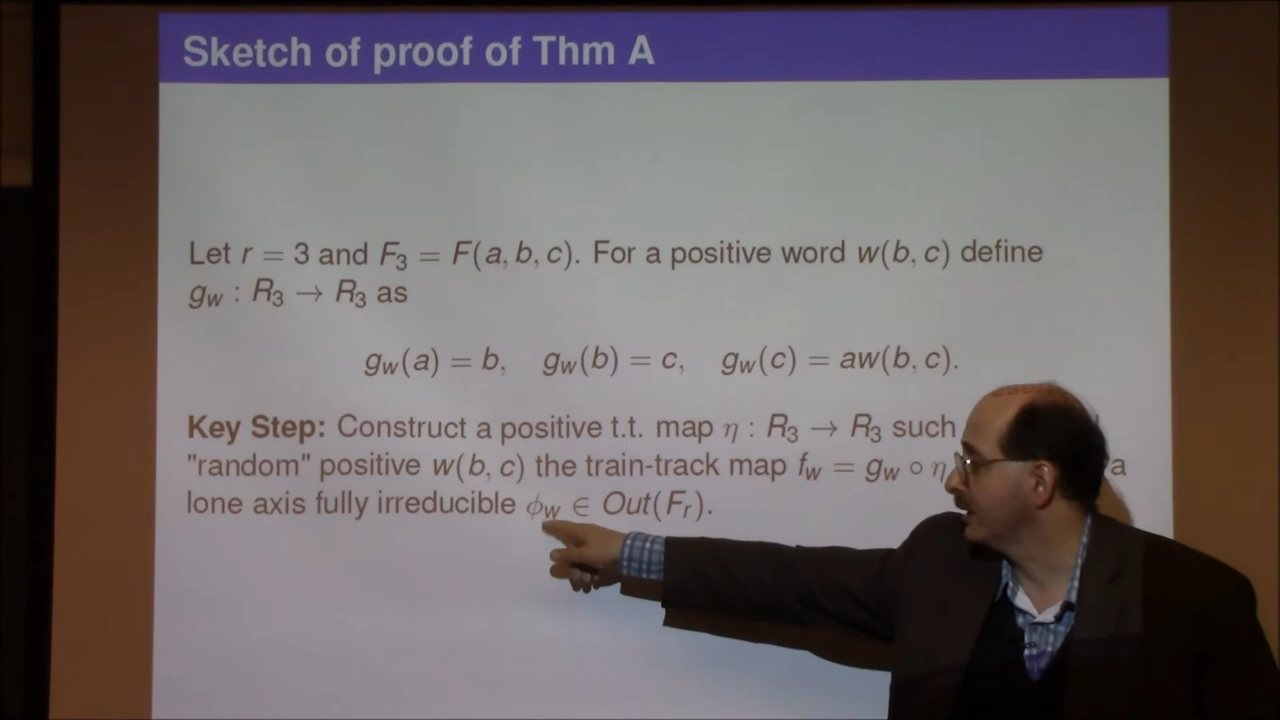 Sketch of proof of Thm A
Let r = 3 and F₃ = F(a, b, c). For a positive word w(b, c) define
g_w : R₃ → R₃ as
g_w(a) = b, g_w(b) = c, g_w(c) = aw(b, c).
Key Step: Construct a positive t.t. map η : R₃ → R₃ such
"random" positive w(b, c) the train-track map f_w = g_w ∘ η a
lone axis fully irreducible ϕ_w ∈ Out(F_r).